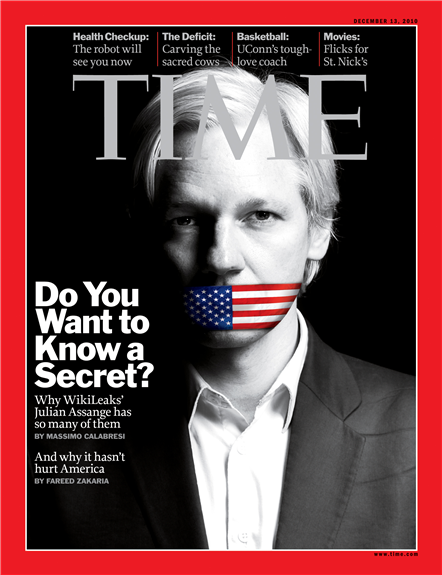 DECEMBER 13, 2010
Health Checkup:
The robot will
see you now
The Deficit:
Carving the
sacred cows
Basketball:
UConn's tough-
love coach
Movies:
Flicks for
St. Nick's
TIME
Do You
Want to
Know a
Secret?
Why WikiLeaks'
Julian Assange has
so many of them
BY MASSIMO CALABRESI
And why it hasn't
hurt America
BY FAREED ZAKARIA
www.time.com